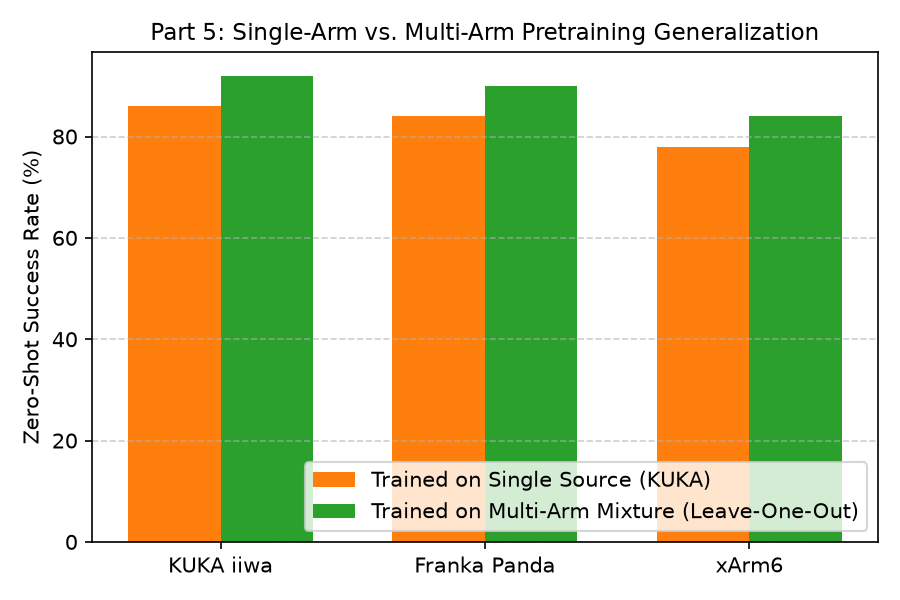 Part 5: Single-Arm vs. Multi-Arm Pretraining Generalization
Zero-Shot Success Rate (%)
80
60
40
20
0
Trained on Single Source (KUKA)
Trained on Multi-Arm Mixture (Leave-One-Out)
KUKA iiwa
Franka Panda
xArm6